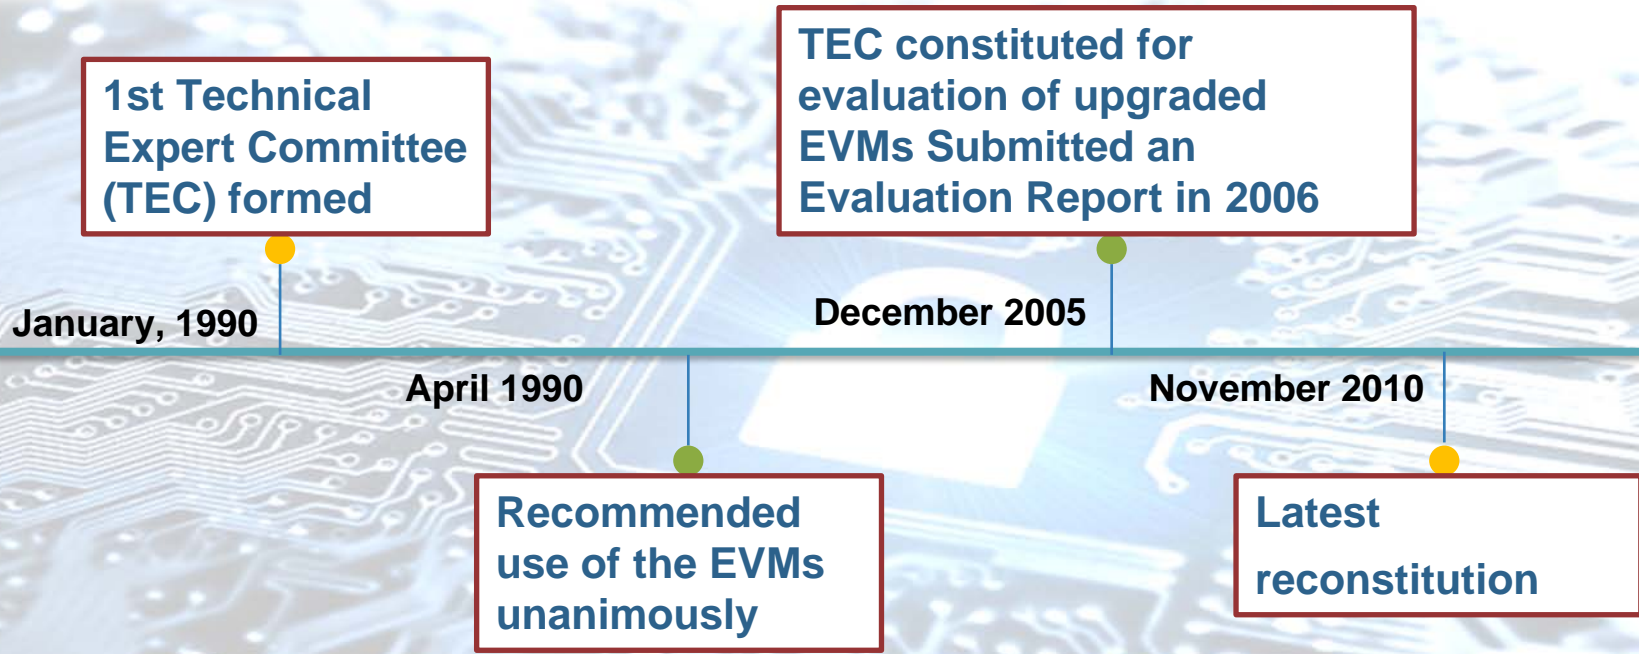 1st Technical
Expert Committee
(TEC) formed
January, 1990
April 1990
Recommended
use of the EVMs
unanimously
TEC constituted for
evaluation of upgraded
EVMs Submitted an
Evaluation Report in 2006
December 2005
November 2010
Latest
reconstitution